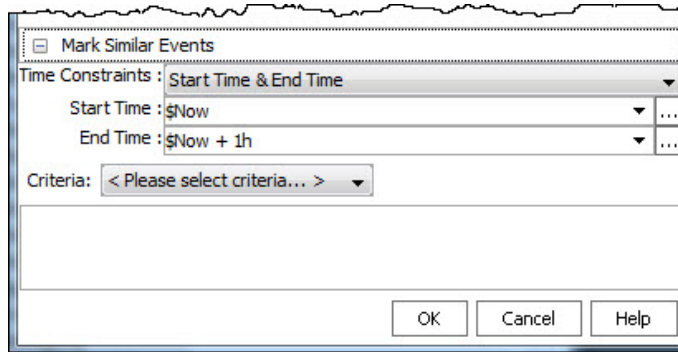 Mark Similar Events
Time Constraints : Start Time & End Time
Start Time : $Now ...
End Time : $Now + 1h ...
Criteria: < Please select criteria... >
OK Cancel Help